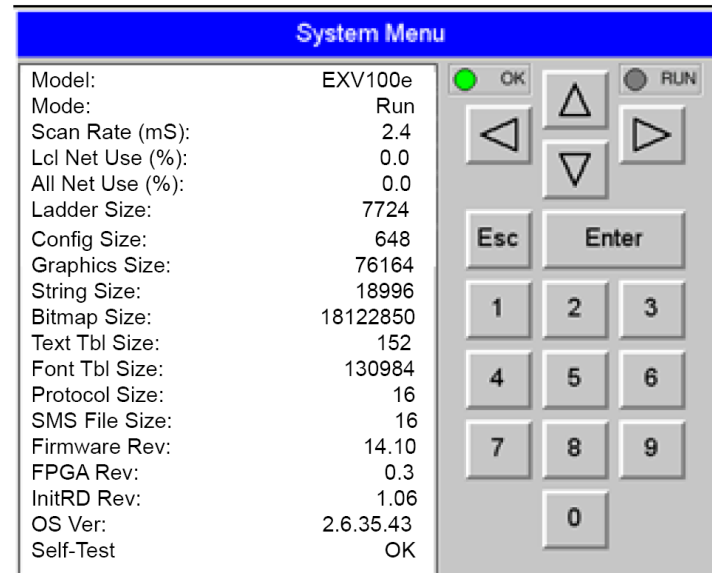 System Menu
Model: EXV100e
Mode: Run
Scan Rate (mS): 2.4
Lcl Net Use (%): 0.0
All Net Use (%): 0.0
Ladder Size: 7724
Config Size: 648
Graphics Size: 76164
String Size: 18996
Bitmap Size: 18122850
Text Tbl Size: 152
Font Tbl Size: 130984
Protocol Size: 16
SMS File Size: 16
Firmware Rev: 14.10
FPGA Rev: 0.3
InitRD Rev: 1.06
OS Ver: 2.6.35.43
Self-Test OK
OK RUN
Esc Enter
1 2 3
4 5 6
7 8 9
0